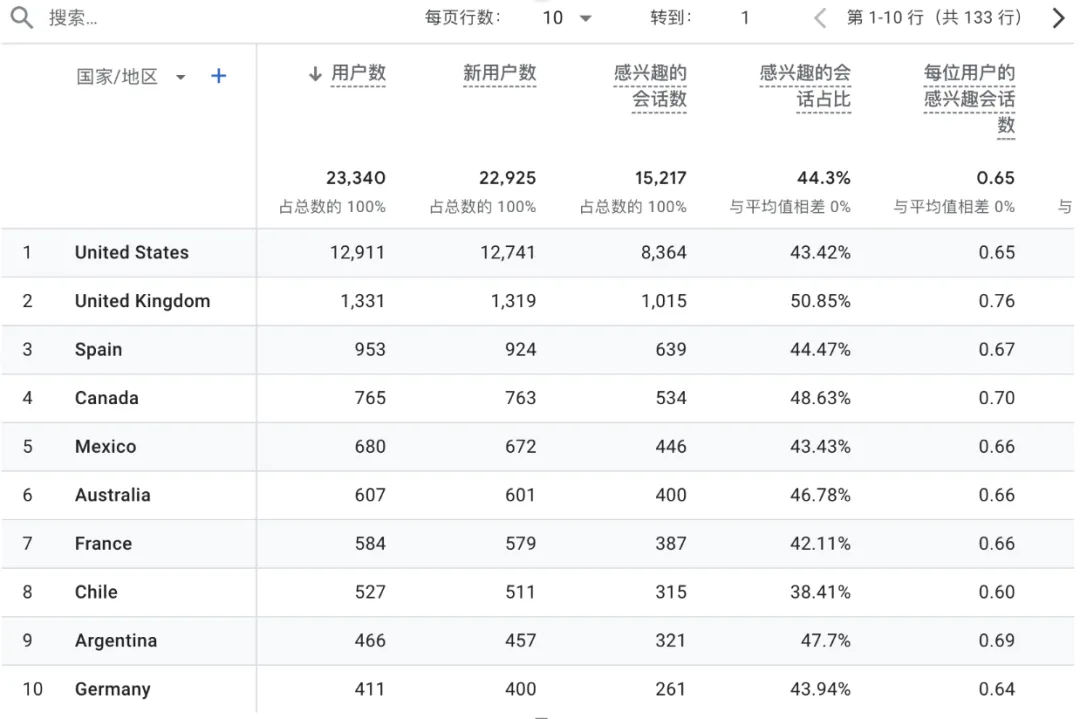 搜索… 每页行数： 10 转到： 1 第 1-10 行（共 133 行）
国家/地区 + ↓ 用户数 新用户数 感兴趣的会话数 感兴趣的会话占比 每位用户的感兴趣会话数
23,340 22,925 15,217 44.3% 0.65
占总数的 100% 占总数的 100% 占总数的 100% 与平均值相差 0% 与平均值相差 0% 与
1 United States 12,911 12,741 8,364 43.42% 0.65
2 United Kingdom 1,331 1,319 1,015 50.85% 0.76
3 Spain 953 924 639 44.47% 0.67
4 Canada 765 763 534 48.63% 0.70
5 Mexico 680 672 446 43.43% 0.66
6 Australia 607 601 400 46.78% 0.66
7 France 584 579 387 42.11% 0.66
8 Chile 527 511 315 38.41% 0.60
9 Argentina 466 457 321 47.7% 0.69
10 Germany 411 400 261 43.94% 0.64